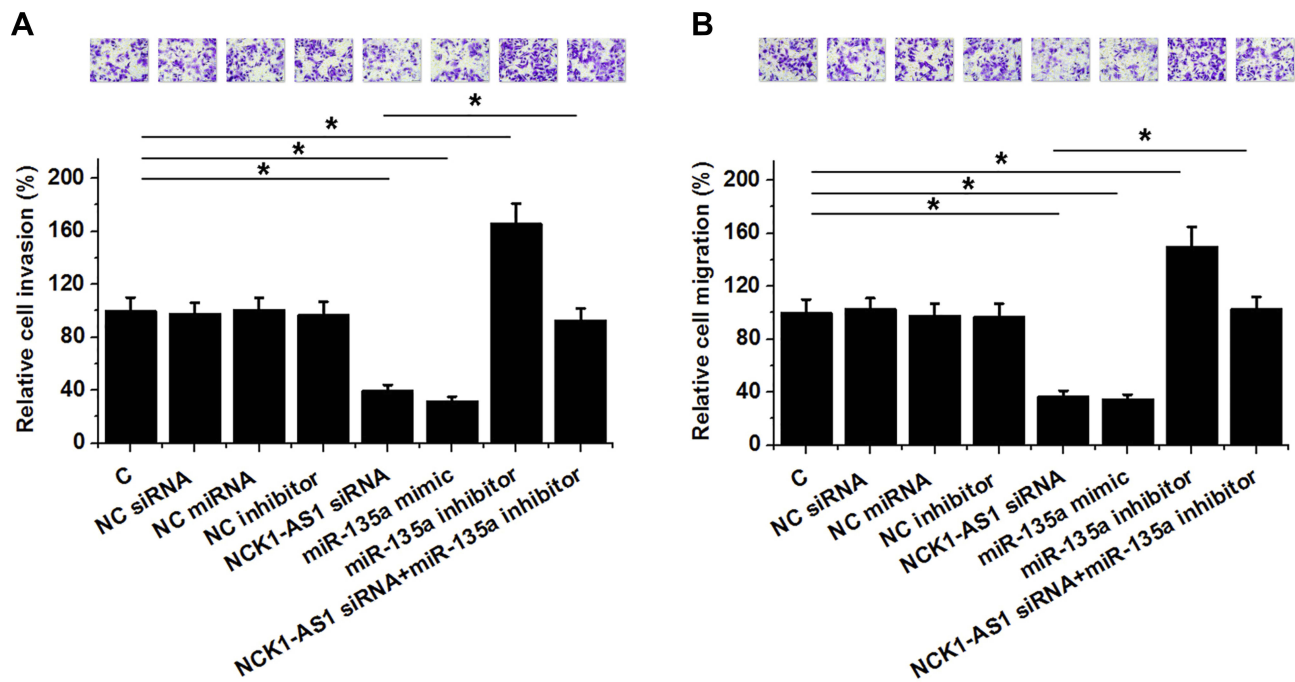 A
*
*
*
*
Relative cell invasion (%)
200
160
120
80
40
0
C
NC siRNA
NC miRNA
NC inhibitor
NCK1-AS1 siRNA
miR-135a mimic
miR-135a inhibitor
NCK1-AS1 siRNA+miR-135a inhibitor
B
*
*
*
*
Relative cell migration (%)
200
160
120
80
40
0
C
NC siRNA
NC miRNA
NC inhibitor
NCK1-AS1 siRNA
miR-135a mimic
miR-135a inhibitor
NCK1-AS1 siRNA+miR-135a inhibitor